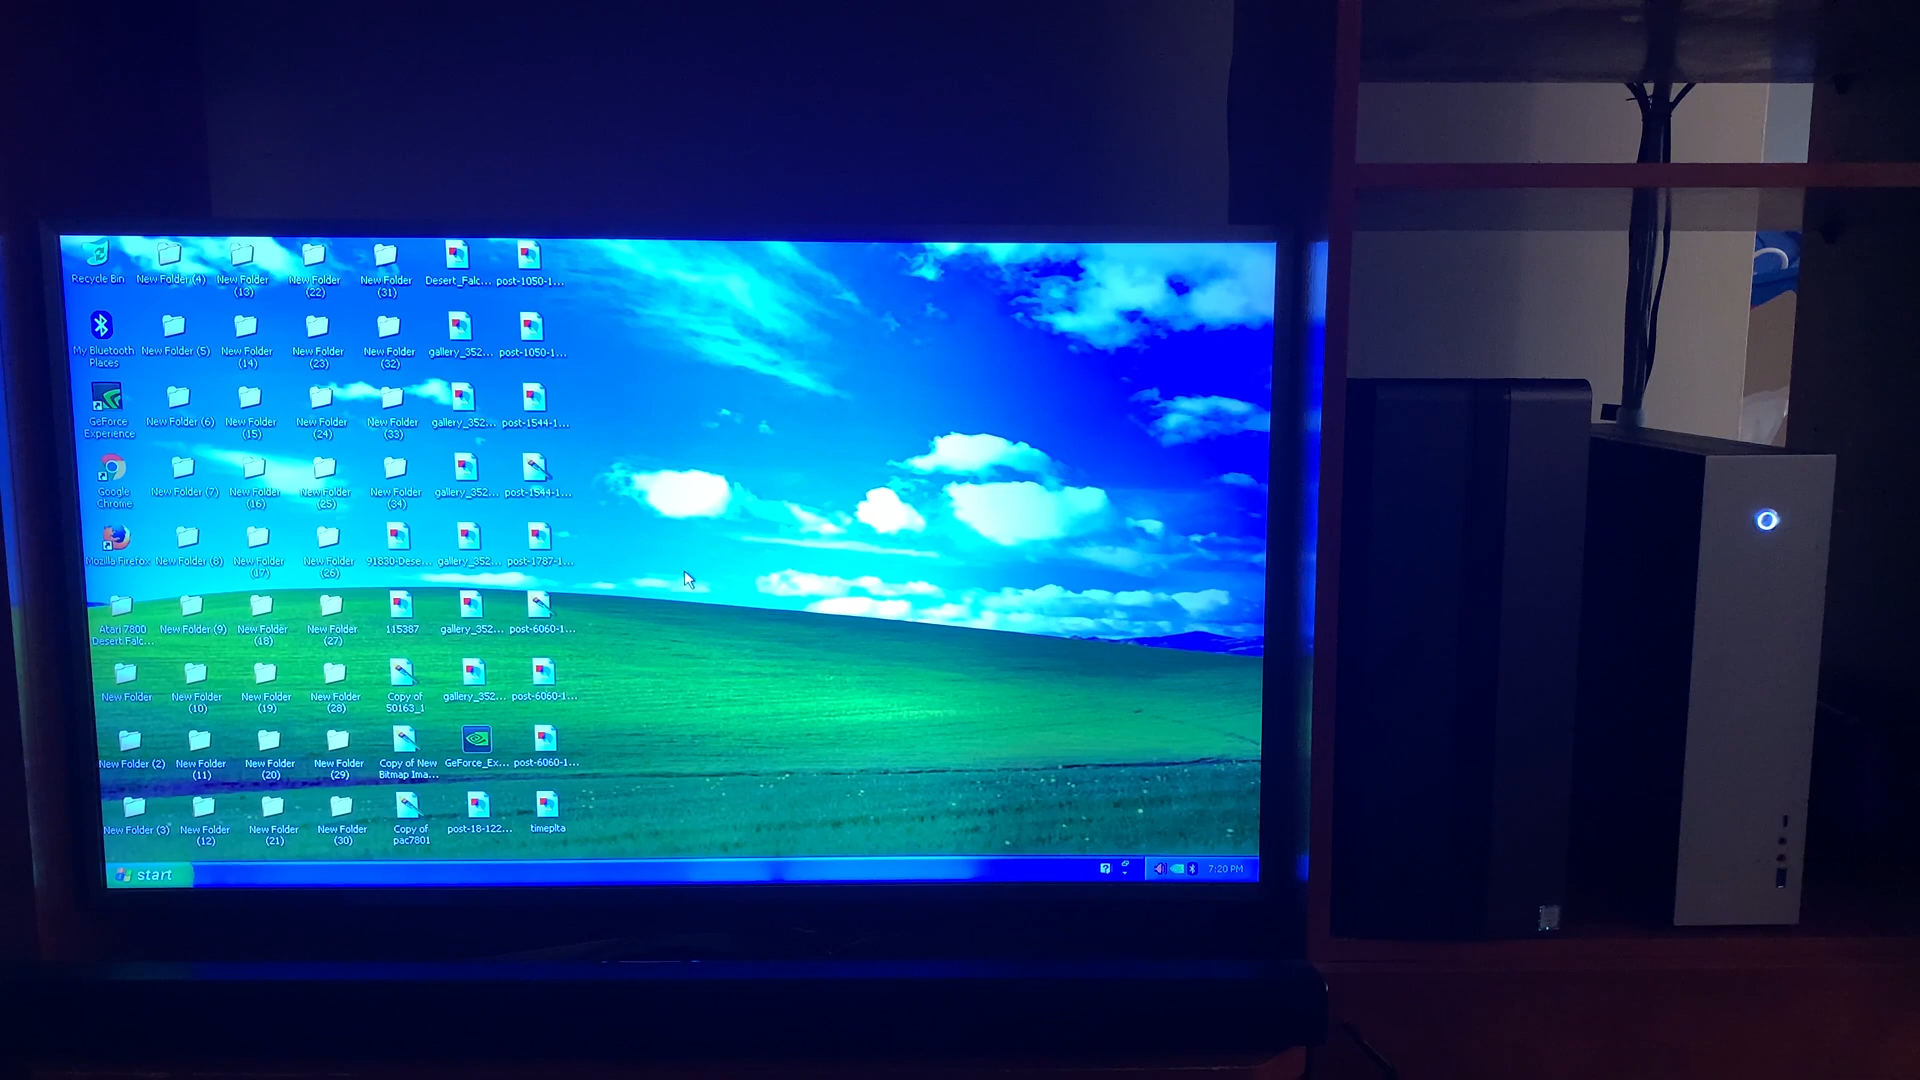 Recycle Bin
New Folder (4)
New Folder
(13)
New Folder
(22)
New Folder
(31)
Desert_Falc...
post-1050-1...
My Bluetooth
Places
New Folder (5)
New Folder
(14)
New Folder
(23)
New Folder
(32)
gallery_352...
post-1050-1...
GeForce
Experience
New Folder (6)
New Folder
(15)
New Folder
(24)
New Folder
(33)
gallery_352...
post-1544-1...
Google
Chrome
New Folder (7)
New Folder
(16)
New Folder
(25)
New Folder
(34)
gallery_352...
post-1544-1...
Mozilla Firefox
New Folder (8)
New Folder
(17)
New Folder
(26)
91830-Dese...
gallery_352...
post-1787-1...
Atari 7800
Desert Falc...
New Folder (9)
New Folder
(18)
New Folder
(27)
115387
gallery_352...
post-6060-1...
New Folder
New Folder
(10)
New Folder
(19)
New Folder
(28)
Copy of
50163_1
gallery_352...
post-6060-1...
New Folder (2)
New Folder
(11)
New Folder
(20)
New Folder
(29)
Copy of New
Bitmap Ima...
GeForce_Ex...
post-6060-1...
New Folder (3)
New Folder
(12)
New Folder
(21)
New Folder
(30)
Copy of
pac7801
post-18-122...
timeplta
start
7:20 PM